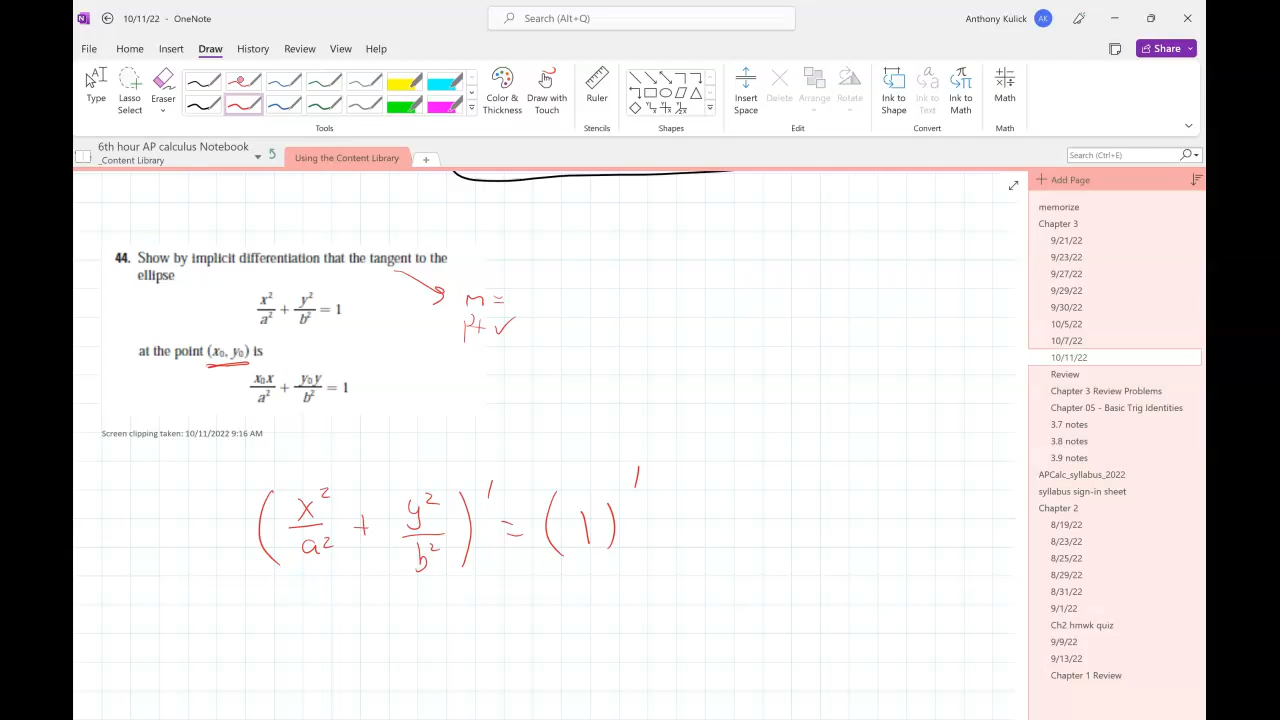 10/11/22 - OneNote
Search (Alt+Q)
Anthony Kulick
AK
File Home Insert Draw History Review View Help
Share
Type
Lasso Select
Eraser
Color & Thickness
Draw with Touch
Ruler
Insert Space
Delete
Arrange
Rotate
Ink to Shape
Ink to Text
Ink to Math
Math
Tools
Stencils
Shapes
Edit
Convert
Math
6th hour AP calculus Notebook
_Content Library
Using the Content Library
Search (Ctrl+E)
Add Page
memorize
Chapter 3
9/21/22
9/23/22
9/27/22
9/29/22
9/30/22
10/5/22
10/7/22
10/11/22
Review
Chapter 3 Review Problems
Chapter 05 - Basic Trig Identities
3.7 notes
3.8 notes
3.9 notes
APCalc_syllabus_2022
syllabus sign-in sheet
Chapter 2
8/19/22
8/23/22
8/25/22
8/29/22
8/31/22
9/1/22
Ch2 hmwk quiz
9/9/22
9/13/22
Chapter 1 Review
44. Show by implicit differentiation that the tangent to the
ellipse
x²/a² + y²/b² = 1
m =
pt ✓
at the point (x₀, y₀) is
x₀x/a² + y₀y/b² = 1
Screen clipping taken: 10/11/2022 9:16 AM
(x²/a² + y²/b²)' = (1)'